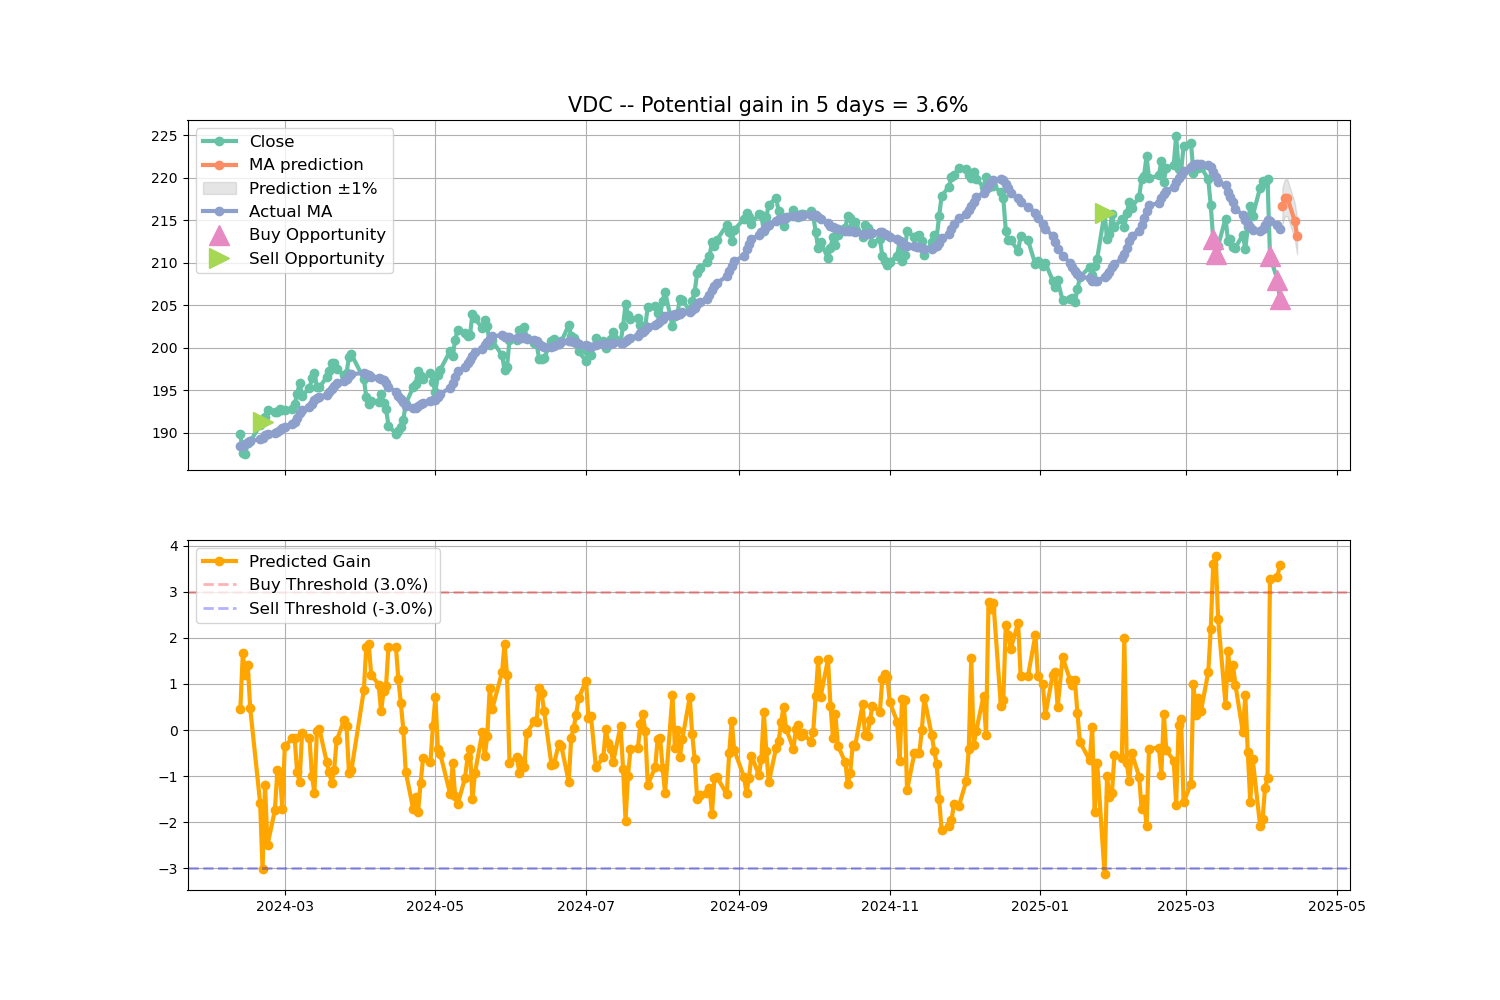 VDC -- Potential gain in 5 days = 3.6%
225
220
215
210
205
200
195
190
Close
MA prediction
Prediction ±1%
Actual MA
Buy Opportunity
Sell Opportunity
4
3
2
1
0
−1
−2
−3
Predicted Gain
Buy Threshold (3.0%)
Sell Threshold (-3.0%)
2024-03
2024-05
2024-07
2024-09
2024-11
2025-01
2025-03
2025-05